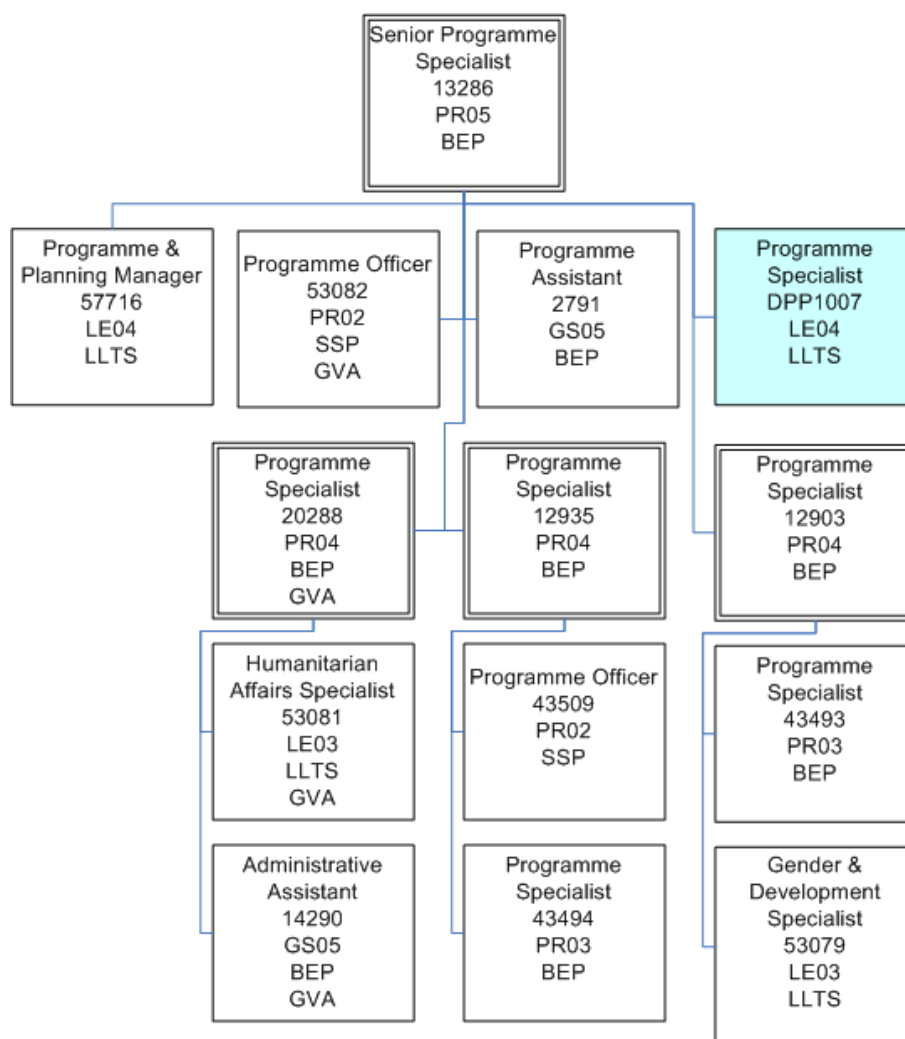 Senior Programme
Specialist
13286
PR05
BEP
Programme &
Planning Manager
57716
LE04
LLTS
Programme Officer
53082
PR02
SSP
GVA
Programme
Assistant
2791
GS05
BEP
Programme
Specialist
DPP1007
LE04
LLTS
Programme
Specialist
20288
PR04
BEP
GVA
Programme
Specialist
12935
PR04
BEP
Programme
Specialist
12903
PR04
BEP
Humanitarian
Affairs Specialist
53081
LE03
LLTS
GVA
Programme Officer
43509
PR02
SSP
Programme
Specialist
43493
PR03
BEP
Administrative
Assistant
14290
GS05
BEP
GVA
Programme
Specialist
43494
PR03
BEP
Gender &
Development
Specialist
53079
LE03
LLTS